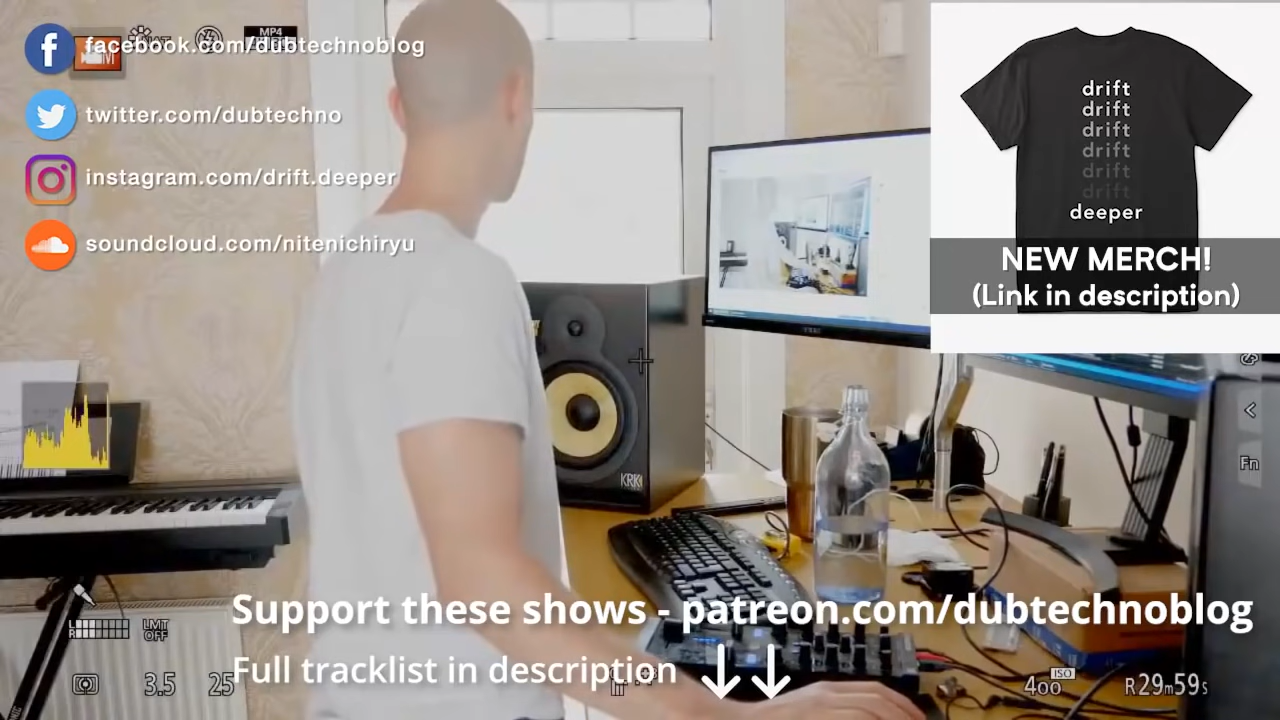 facebook.com/dubtechnoblog
MP4
twitter.com/dubtechno
instagram.com/drift.deeper
soundcloud.com/nitenichiryu
drift
drift
drift
drift
drift
drift
deeper
NEW MERCH!
(Link in description)
KRK
Fn
Support these shows - patreon.com/dubtechnoblog
LMT
OFF
Full tracklist in description
3.5
25
ISO
400
R29m59s